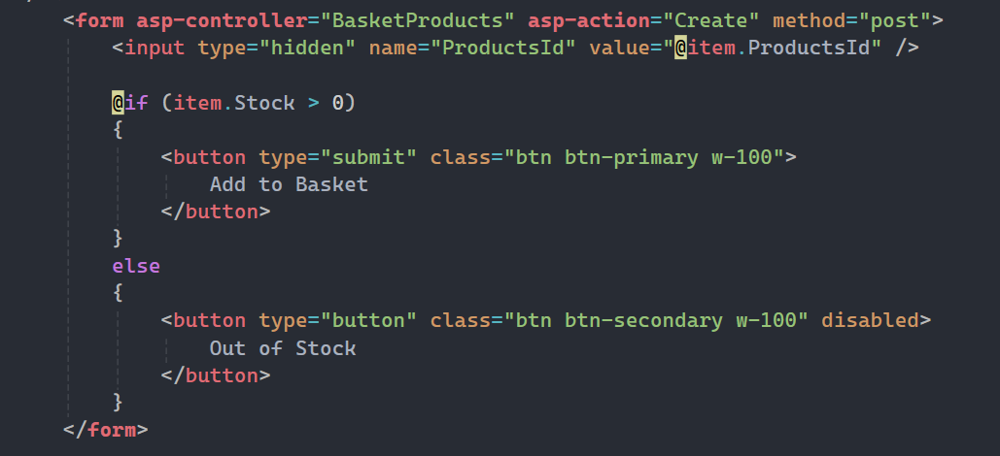 <form asp-controller="BasketProducts" asp-action="Create" method="post">
    <input type="hidden" name="ProductsId" value="@item.ProductsId" />

    @if (item.Stock > 0)
    {
        <button type="submit" class="btn btn-primary w-100">
            Add to Basket
        </button>
    }
    else
    {
        <button type="button" class="btn btn-secondary w-100" disabled>
            Out of Stock
        </button>
    }
</form>